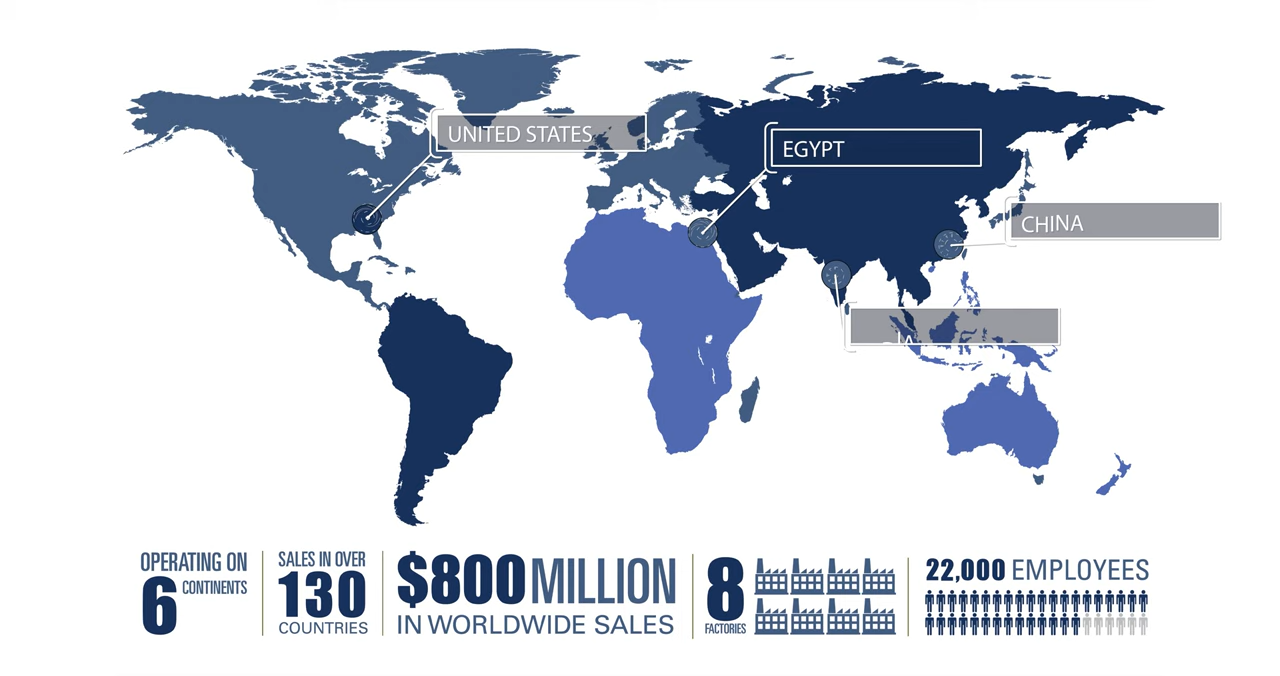 UNITED STATES
EGYPT
CHINA
OPERATING ON
6 CONTINENTS
SALES IN OVER
130
COUNTRIES
$800 MILLION
IN WORLDWIDE SALES
8
FACTORIES
22,000 EMPLOYEES